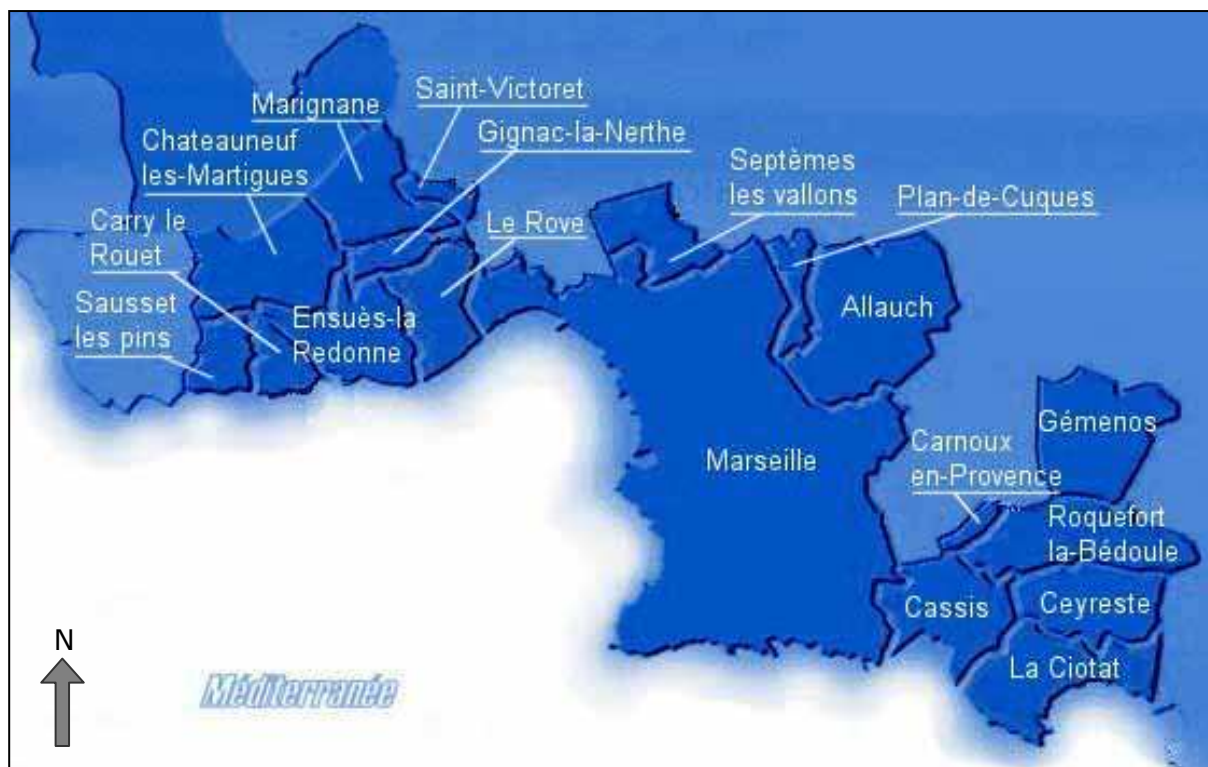 Marignane
Saint-Victoret
Gignac-la-Nerthe
Chateauneuf
les-Martigues
Septèmes
les vallons
Plan-de-Cuques
Carry le
Rouet
Le Rove
Sausset
les pins
Ensuès-la
Redonne
Allauch
Marseille
Gémenos
Carnoux
en-Provence
Roquefort
la-Bédoule
Cassis
Ceyreste
La Ciotat
N
Méditerranée